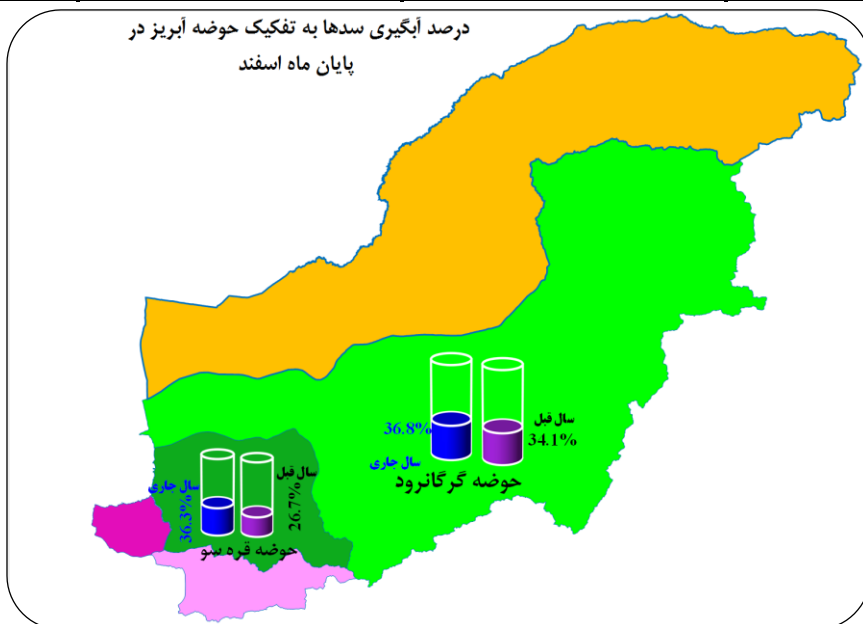 درصد آبگیری سدها به تفکیک حوضه آبریز در
پایان ماه اسفند
سال قبل
34.1%
36.8%
سال جاری
حوضه گرگانرود
سال قبل
26.7%
سال جاری
36.3%
حوضه قره سو